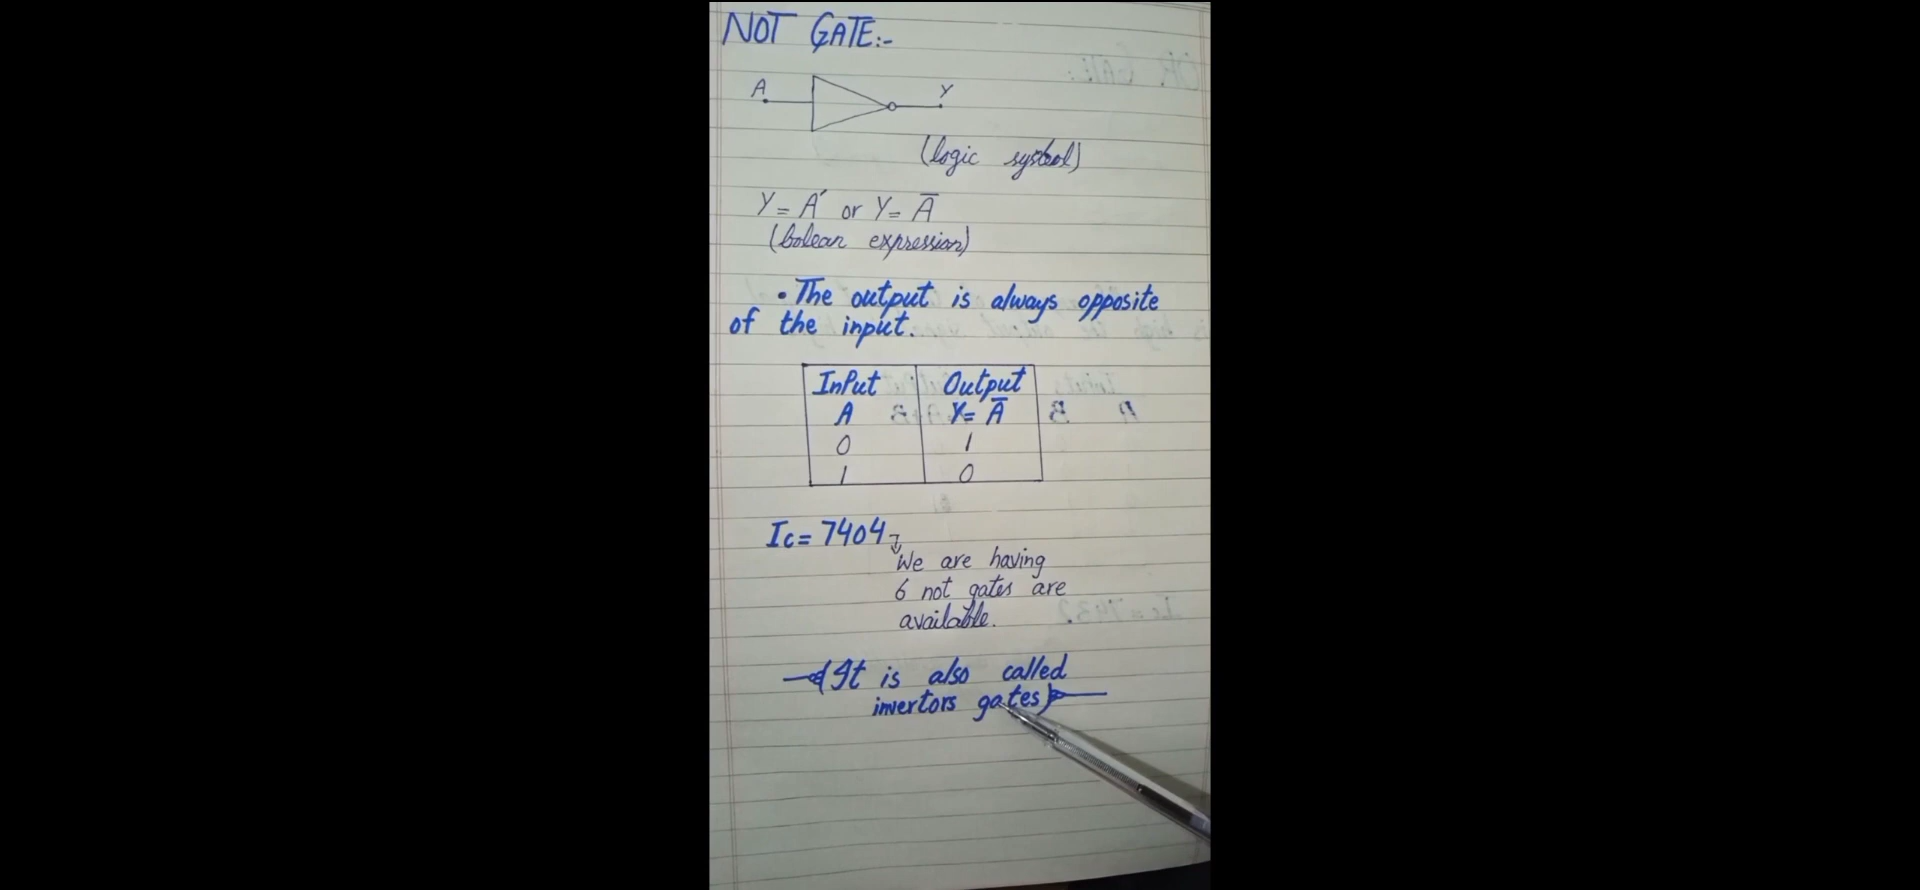 NOT GATE:-
A
Y
(logic symbol)
Y = A' or Y = A̅
(bolean expression)
• The output is always opposite
of the input.
InPut Output
A Y = A̅
0 1
1 0
Ic = 7404
We are having
6 not gates are
available.
(It is also called
invertors gates)